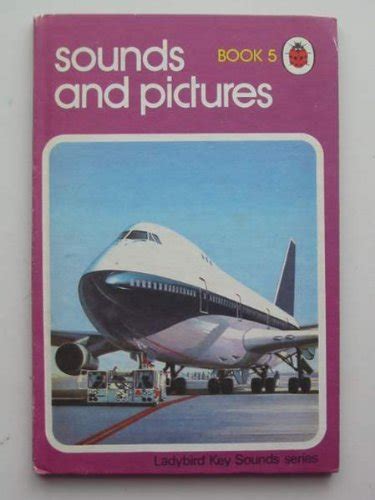 sounds
and pictures
BOOK 5
Ladybird Key Sounds series